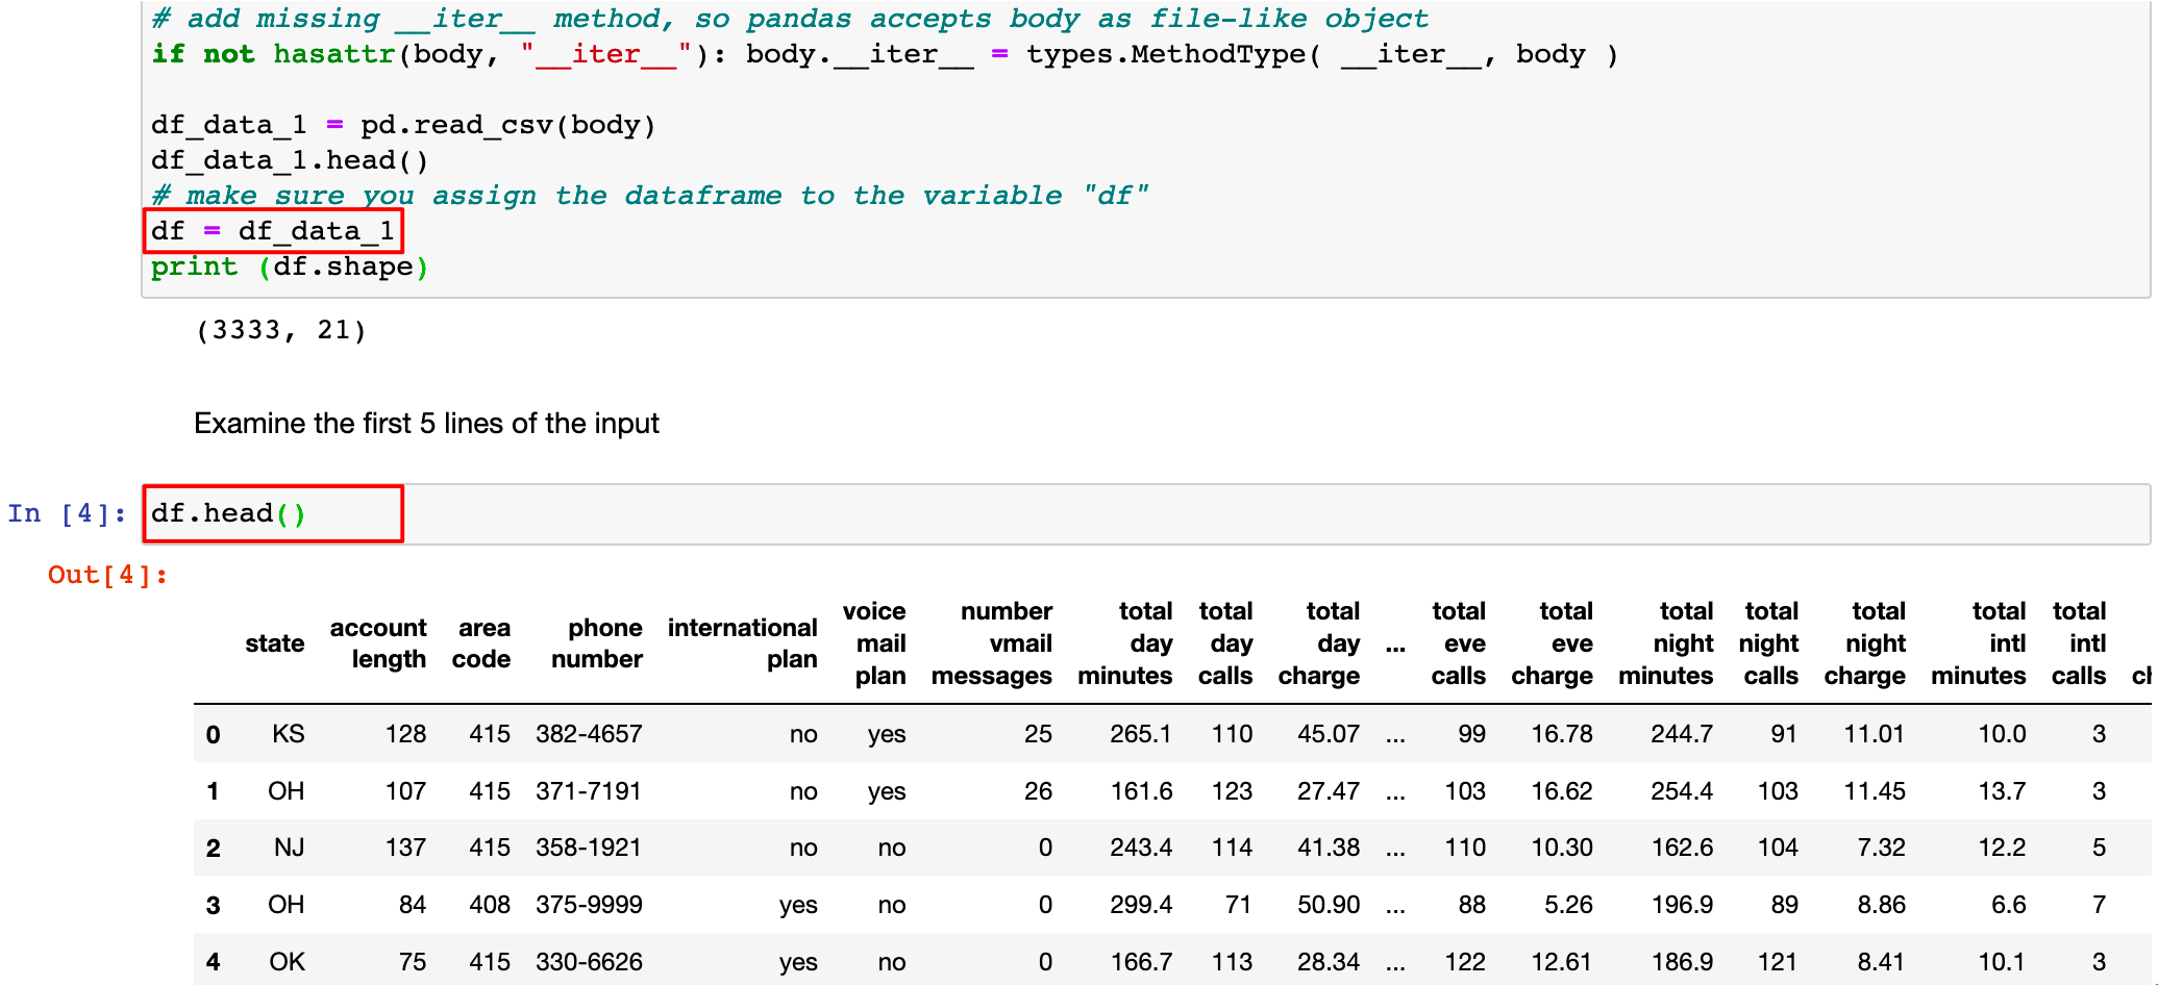 # add missing __iter__ method, so pandas accepts body as file-like object
if not hasattr(body, "__iter__"): body.__iter__ = types.MethodType( __iter__, body )
df_data_1 = pd.read_csv(body)
df_data_1.head()
# make sure you assign the dataframe to the variable "df"
df = df_data_1
print (df.shape)
(3333, 21)
Examine the first 5 lines of the input
In [4]: df.head()
Out[4]:
state account length area code phone number international plan voice mail plan number vmail messages total day minutes total day calls total day charge ... total eve calls total eve charge total night minutes total night calls total night charge total intl minutes total intl calls
0 KS 128 415 382-4657 no yes 25 265.1 110 45.07 ... 99 16.78 244.7 91 11.01 10.0 3
1 OH 107 415 371-7191 no yes 26 161.6 123 27.47 ... 103 16.62 254.4 103 11.45 13.7 3
2 NJ 137 415 358-1921 no no 0 243.4 114 41.38 ... 110 10.30 162.6 104 7.32 12.2 5
3 OH 84 408 375-9999 yes no 0 299.4 71 50.90 ... 88 5.26 196.9 89 8.86 6.6 7
4 OK 75 415 330-6626 yes no 0 166.7 113 28.34 ... 122 12.61 186.9 121 8.41 10.1 3